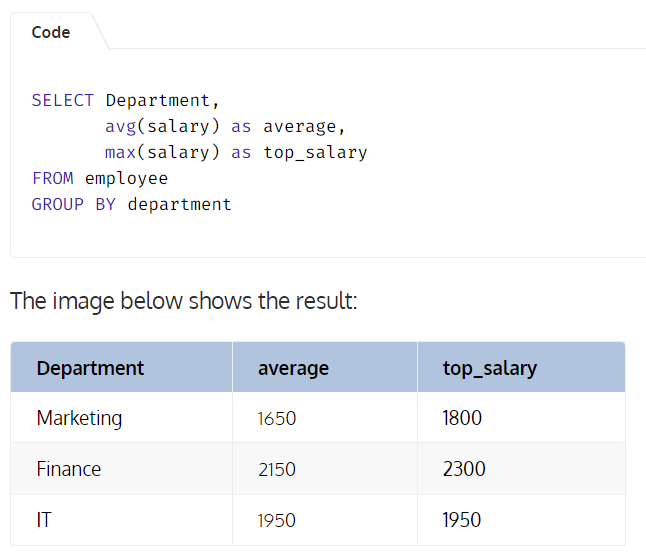 Code
SELECT Department,
avg(salary) as average,
max(salary) as top_salary
FROM employee
GROUP BY department
The image below shows the result:
Department average top_salary
Marketing 1650 1800
Finance 2150 2300
IT 1950 1950